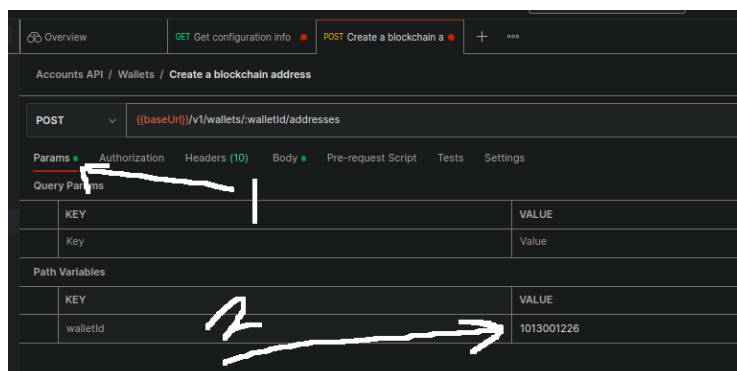 Overview GET Get configuration info POST Create a blockchain a + ooo
Accounts API / Wallets / Create a blockchain address
POST {{baseUrl}}/v1/wallets/:walletId/addresses
Params Authorization Headers (10) Body Pre-request Script Tests Settings
Query Params
1
KEY VALUE
Key Value
Path Variables
KEY VALUE
2
walletId 1013001226